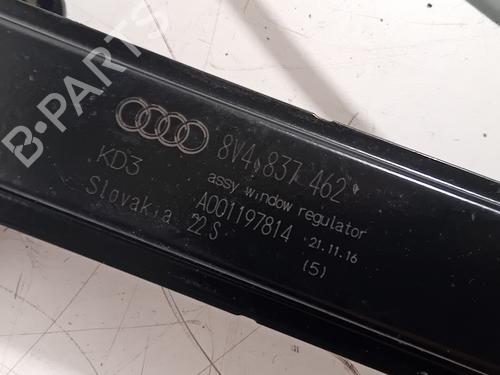 B-PARTS
8V4 837 462
KD3
assy window regulator
Slovakia
A001197814
22 S
21.11.16
(5)